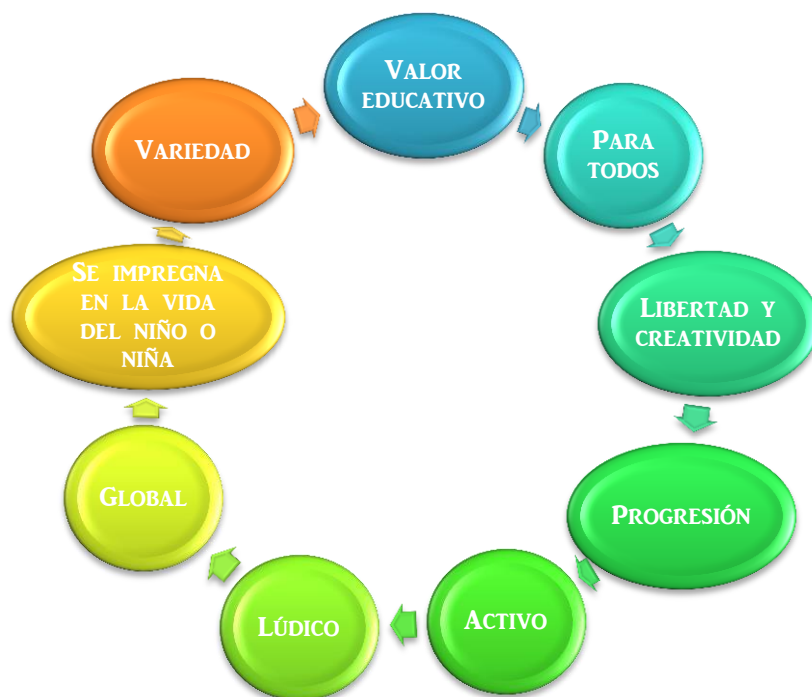 VALOR
EDUCATIVO
PARA
TODOS
LIBERTAD Y
CREATIVIDAD
PROGRESIÓN
ACTIVO
LÚDICO
GLOBAL
SE IMPREGNA
EN LA VIDA
DEL NIÑO O
NIÑA
VARIEDAD